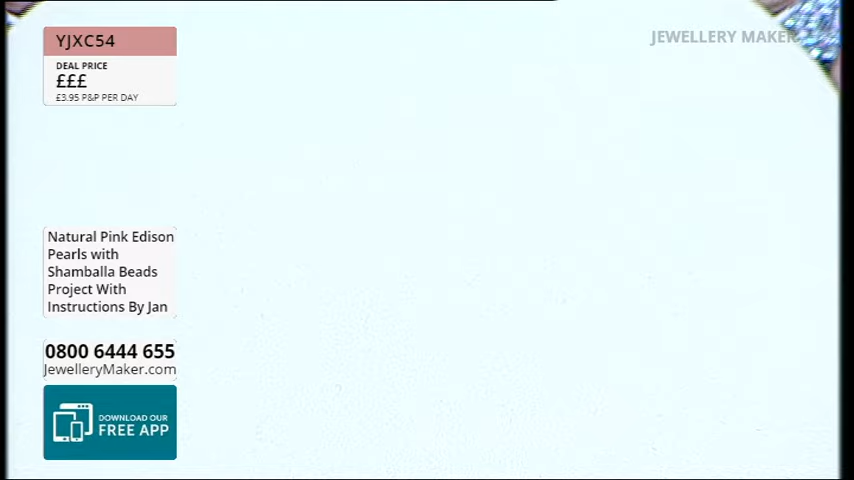 YJXC54
JEWELLERY MAKER
DEAL PRICE
£££
£3.95 P&P PER DAY
Natural Pink Edison
Pearls with
Shamballa Beads
Project With
Instructions By Jan
0800 6444 655
JewelleryMaker.com
DOWNLOAD OUR
FREE APP